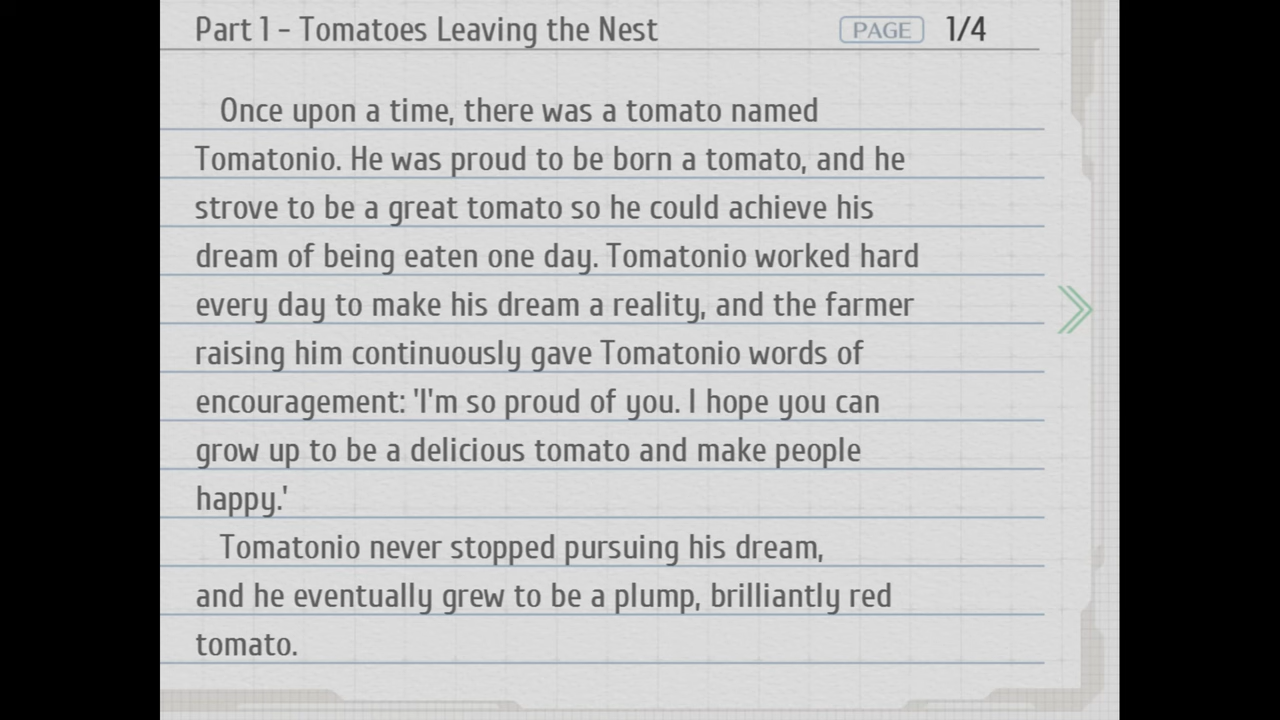 Part 1 - Tomatoes Leaving the Nest PAGE 1/4
Once upon a time, there was a tomato named
Tomatonio. He was proud to be born a tomato, and he
strove to be a great tomato so he could achieve his
dream of being eaten one day. Tomatonio worked hard
every day to make his dream a reality, and the farmer
raising him continuously gave Tomatonio words of
encouragement: 'I'm so proud of you. I hope you can
grow up to be a delicious tomato and make people
happy.'
Tomatonio never stopped pursuing his dream,
and he eventually grew to be a plump, brilliantly red
tomato.